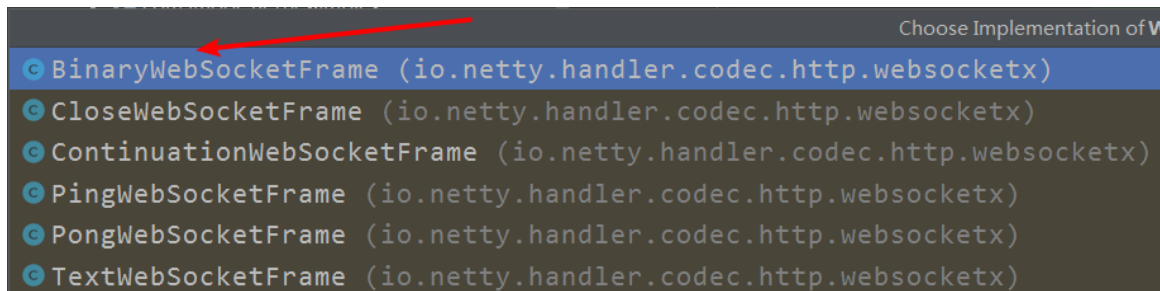 Choose Implementation of W
BinaryWebSocketFrame (io.netty.handler.codec.http.websocketx)
CloseWebSocketFrame (io.netty.handler.codec.http.websocketx)
ContinuationWebSocketFrame (io.netty.handler.codec.http.websocketx)
PingWebSocketFrame (io.netty.handler.codec.http.websocketx)
PongWebSocketFrame (io.netty.handler.codec.http.websocketx)
TextWebSocketFrame (io.netty.handler.codec.http.websocketx)